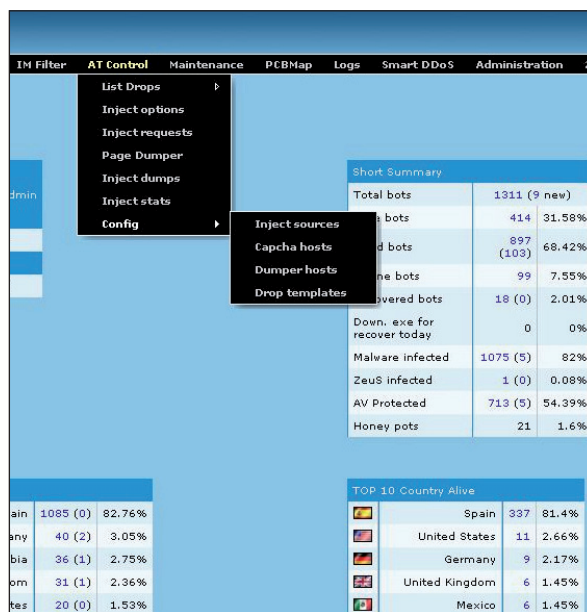 IM Filter AT Control Maintenance PCBMap Logs Smart DDoS Administration
List Drops
Inject options
Inject requests
Page Dumper
Inject dumps
Inject stats
Config
Inject sources
Capcha hosts
Dumper hosts
Drop templates
dmin
Short Summary
Total bots 1311 (9 new)
bots 414 31.58%
d bots 897 (103) 68.42%
ne bots 99 7.55%
overed bots 18 (0) 2.01%
Down. exe for
recover today 0 0%
Malware infected 1075 (5) 82%
ZeuS infected 1 (0) 0.08%
AV Protected 713 (5) 54.39%
Honey pots 21 1.6%
ain 1085 (0) 82.76%
any 40 (2) 3.05%
bia 36 (1) 2.75%
om 31 (1) 2.36%
tes 20 (0) 1.53%
TOP 10 Country Alive
Spain 337 81.4%
United States 11 2.66%
Germany 9 2.17%
United Kingdom 6 1.45%
Mexico 6 1.45%